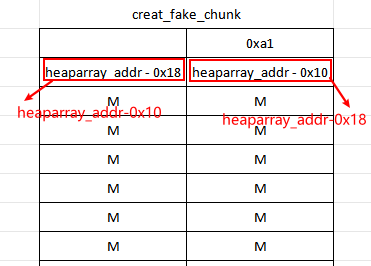 creat_fake_chunk
0xa1
heaparray_addr - 0x18 heaparray_addr - 0x10
M M
heaparray_addr-0x10 heaparray_addr-0x18
M M
M M
M M
M M
M M